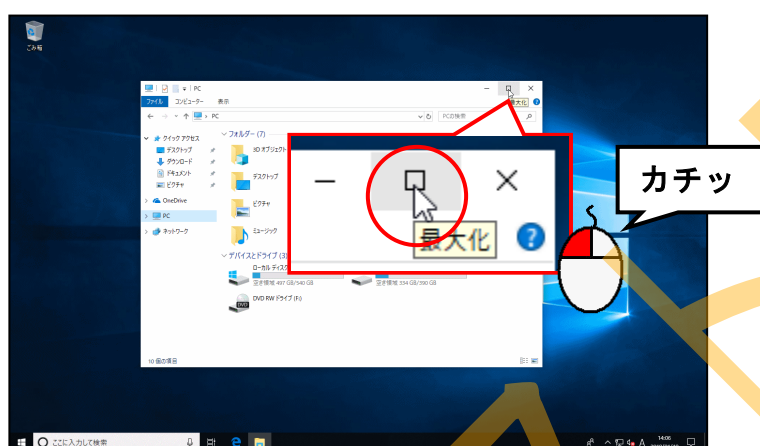 ごみ箱
PC
ファイル コンピューター 表示
PC
PCの検索
最大化
クイック アクセス
デスクトップ
ダウンロード
ドキュメント
ピクチャ
OneDrive
PC
ネットワーク
フォルダー (7)
3D オブジェクト
デスクトップ
ピクチャ
ミュージック
デバイスとドライブ (3)
ローカル ディスク
空き領域 497 GB/540 GB
空き領域 334 GB/390 GB
DVD RW ドライブ (F:)
10 個の項目
最大化
カチッ
ここに入力して検索
A
14:06